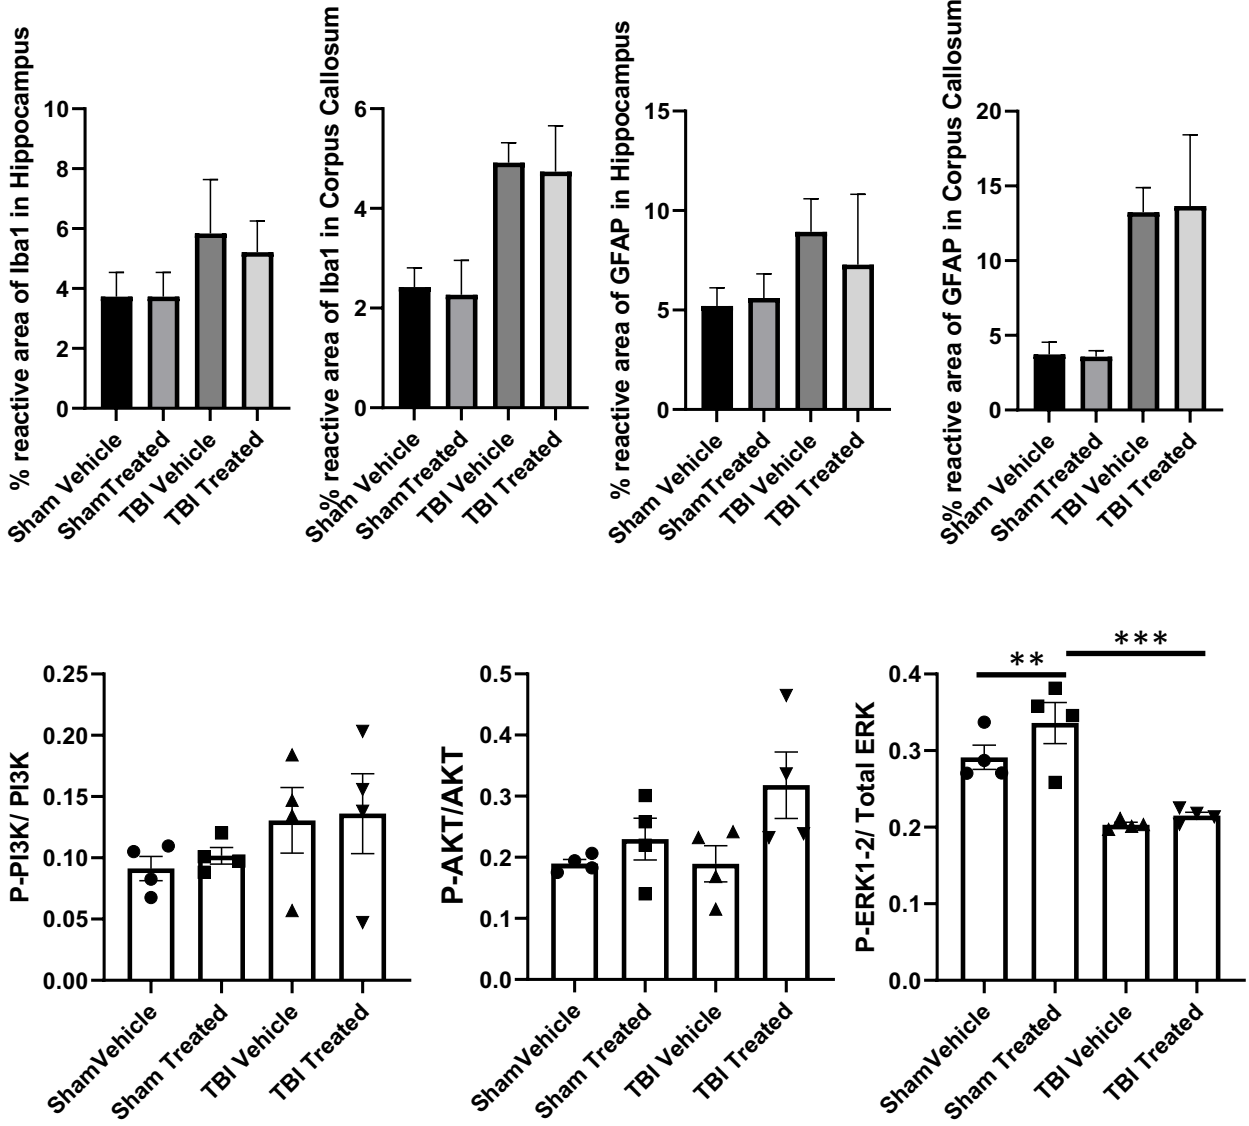 % reactive area of Iba1 in Hippocampus
10
8
6
4
2
0
Sham Vehicle
ShamTreated
TBI Vehicle
TBI Treated
% reactive area of Iba1 in Corpus Callosum
6
4
2
0
Sham Vehicle
ShamTreated
TBI Vehicle
TBI Treated
% reactive area of GFAP in Hippocampus
15
10
5
0
Sham Vehicle
ShamTreated
TBI Vehicle
TBI Treated
% reactive area of GFAP in Corpus Callosum
20
15
10
5
0
Sham Vehicle
ShamTreated
TBI Vehicle
TBI Treated
P-PI3K/ PI3K
0.25
0.20
0.15
0.10
0.05
0.00
ShamVehicle
Sham Treated
TBI Vehicle
TBI Treated
P-AKT/AKT
0.5
0.4
0.3
0.2
0.1
0.0
ShamVehicle
Sham Treated
TBI Vehicle
TBI Treated
P-ERK1-2/ Total ERK
0.4
0.3
0.2
0.1
0.0
**
***
ShamVehicle
Sham Treated
TBI Vehicle
TBI Treated